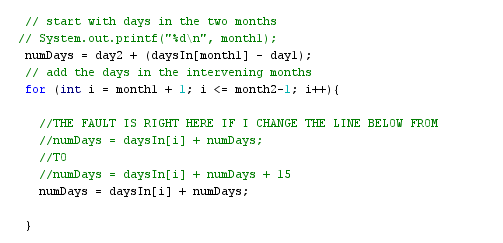 // start with days in the two months
// System.out.printf("%d\n", month1);
numDays = day2 + (daysIn[month1] - day1);
// add the days in the intervening months
for (int i = month1 + 1; i <= month2-1; i++){
//THE FAULT IS RIGHT HERE IF I CHANGE THE LINE BELOW FROM
//numDays = daysIn[i] + numDays;
//TO
//numDays = daysIn[i] + numDays + 15
numDays = daysIn[i] + numDays;
}